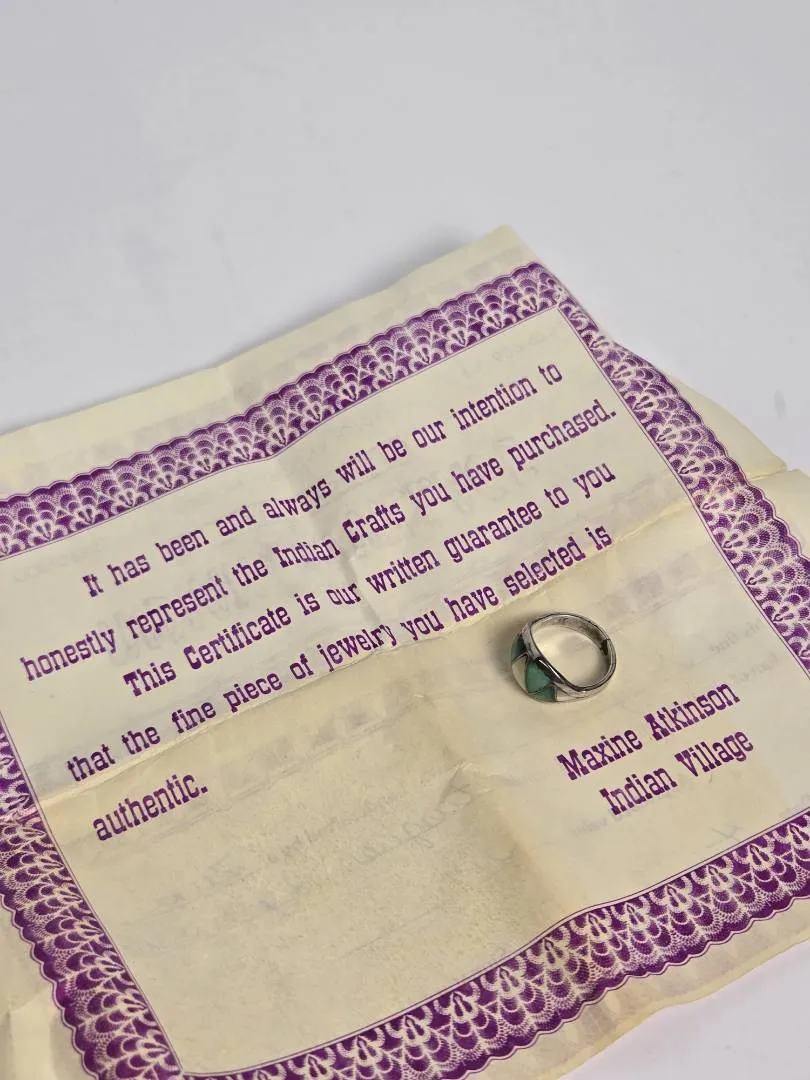 It has been and always will be our intention to
honestly represent the Indian Crafts you have purchased.
This Certificate is our written guarantee to you
that the fine piece of jewelry you have selected is
authentic.
Maxine Atkinson
Indian Village